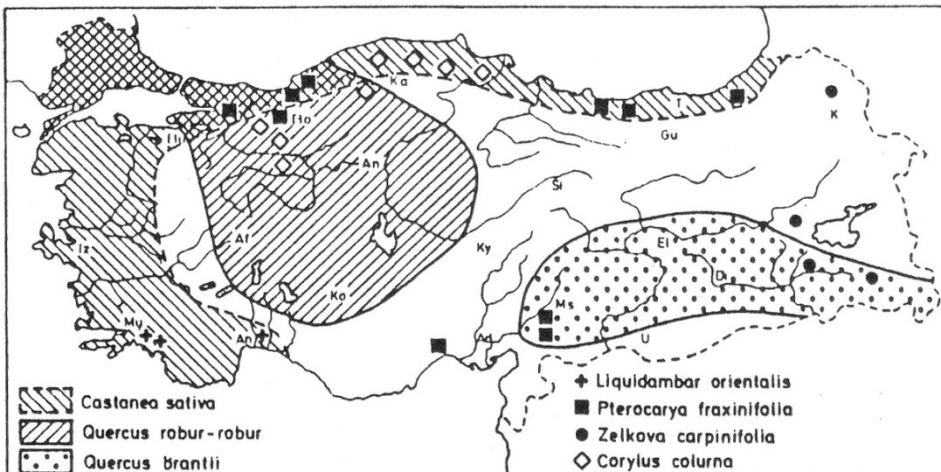 Ka
Bo
T
K
Gu
An
Si
Af
El
Iz
Ky
Di
Ko
Ms
Mu
An
Ad
U
Castanea sativa
Quercus robur-robur
Quercus Brantii
Liquidambar orientalis
Pterocarya fraxinifolia
Zelkova carpinifolia
Corylus colurna